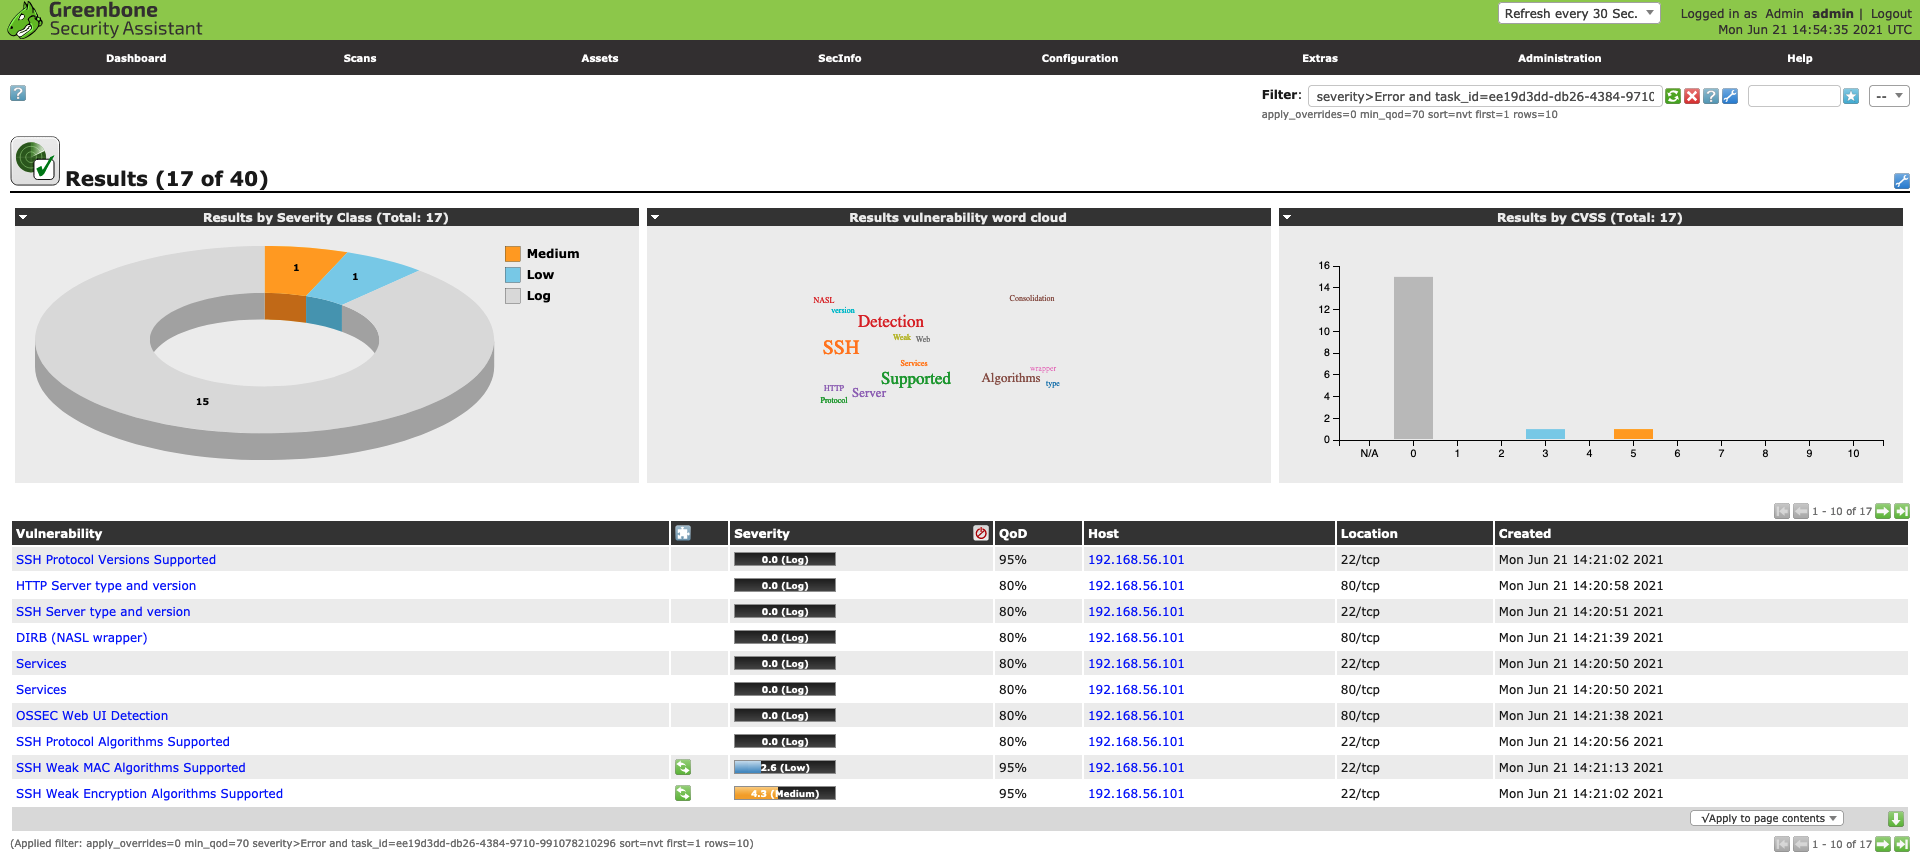 Greenbone
Security Assistant
Refresh every 30 Sec.
Logged in as Admin admin | Logout
Mon Jun 21 14:54:35 2021 UTC
Dashboard Scans Assets SecInfo Configuration Extras Administration Help
Filter: severity>Error and task_id=ee19d3dd-db26-4384-9710 --
apply_overrides=0 min_qod=70 sort=nvt first=1 rows=10
Results (17 of 40)
Results by Severity Class (Total: 17)
1
1
15
Medium
Low
Log
Results vulnerability word cloud
NASL
Consolidation
version
Detection
Weak
Web
SSH
Services
wrapper
Supported
Algorithms
type
HTTP
Server
Protocol
Results by CVSS (Total: 17)
16
14
12
10
8
6
4
2
0
N/A 0 1 2 3 4 5 6 7 8 9 10
1 - 10 of 17
Vulnerability Severity QoD Host Location Created
SSH Protocol Versions Supported 0.0 (Log) 95% 192.168.56.101 22/tcp Mon Jun 21 14:21:02 2021
HTTP Server type and version 0.0 (Log) 80% 192.168.56.101 80/tcp Mon Jun 21 14:20:58 2021
SSH Server type and version 0.0 (Log) 80% 192.168.56.101 22/tcp Mon Jun 21 14:20:51 2021
DIRB (NASL wrapper) 0.0 (Log) 80% 192.168.56.101 80/tcp Mon Jun 21 14:21:39 2021
Services 0.0 (Log) 80% 192.168.56.101 22/tcp Mon Jun 21 14:20:50 2021
Services 0.0 (Log) 80% 192.168.56.101 80/tcp Mon Jun 21 14:20:50 2021
OSSEC Web UI Detection 0.0 (Log) 80% 192.168.56.101 80/tcp Mon Jun 21 14:21:38 2021
SSH Protocol Algorithms Supported 0.0 (Log) 80% 192.168.56.101 22/tcp Mon Jun 21 14:20:56 2021
SSH Weak MAC Algorithms Supported 2.6 (Low) 95% 192.168.56.101 22/tcp Mon Jun 21 14:21:13 2021
SSH Weak Encryption Algorithms Supported 4.3 (Medium) 95% 192.168.56.101 22/tcp Mon Jun 21 14:21:02 2021
√Apply to page contents
(Applied filter: apply_overrides=0 min_qod=70 severity>Error and task_id=ee19d3dd-db26-4384-9710-991078210296 sort=nvt first=1 rows=10)
1 - 10 of 17